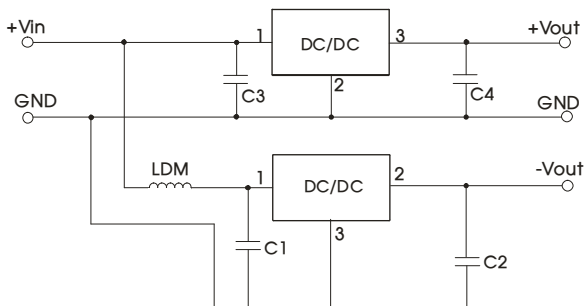 +Vin
1
DC/DC
3
+Vout
2
C3
C4
GND
GND
LDM
1
DC/DC
2
-Vout
3
C1
C2